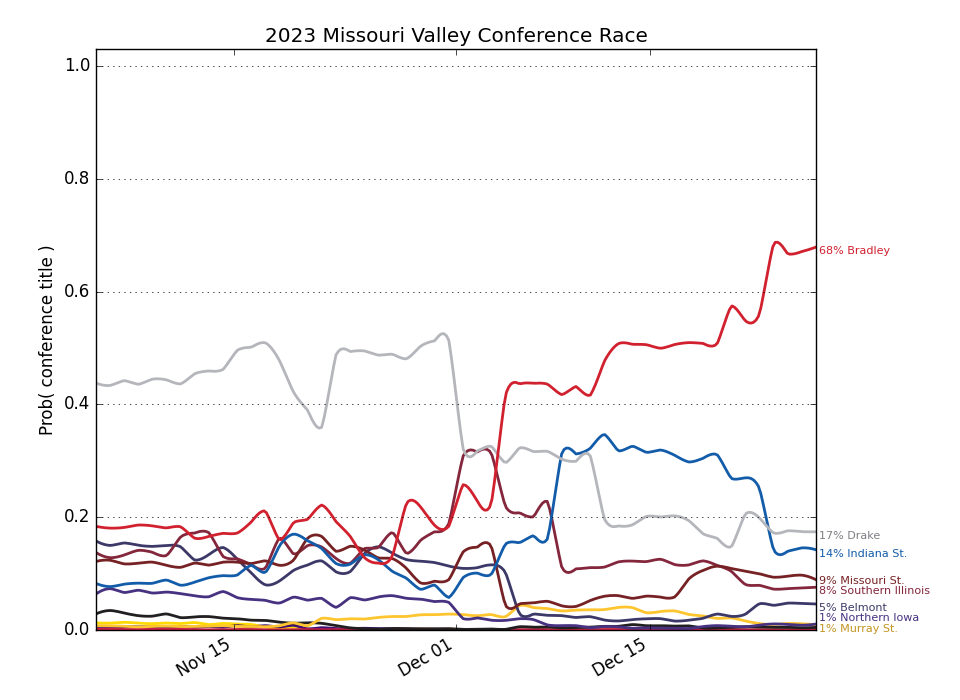 2023 Missouri Valley Conference Race
Prob( conference title )
1.0
0.8
0.6
0.4
0.2
0.0
Nov 15
Dec 01
Dec 15
68% Bradley
17% Drake
14% Indiana St.
9% Missouri St.
8% Southern Illinois
5% Belmont
1% Northern Iowa
1% Murray St.